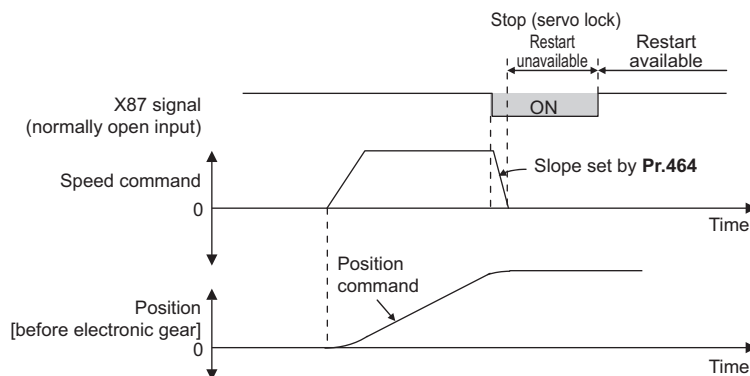 Stop (servo lock)
Restart
unavailable
Restart
available
X87 signal
(normally open input)
ON
Slope set by Pr.464
Speed command
0
Time
Position
command
Position
[before electronic gear]
0
Time